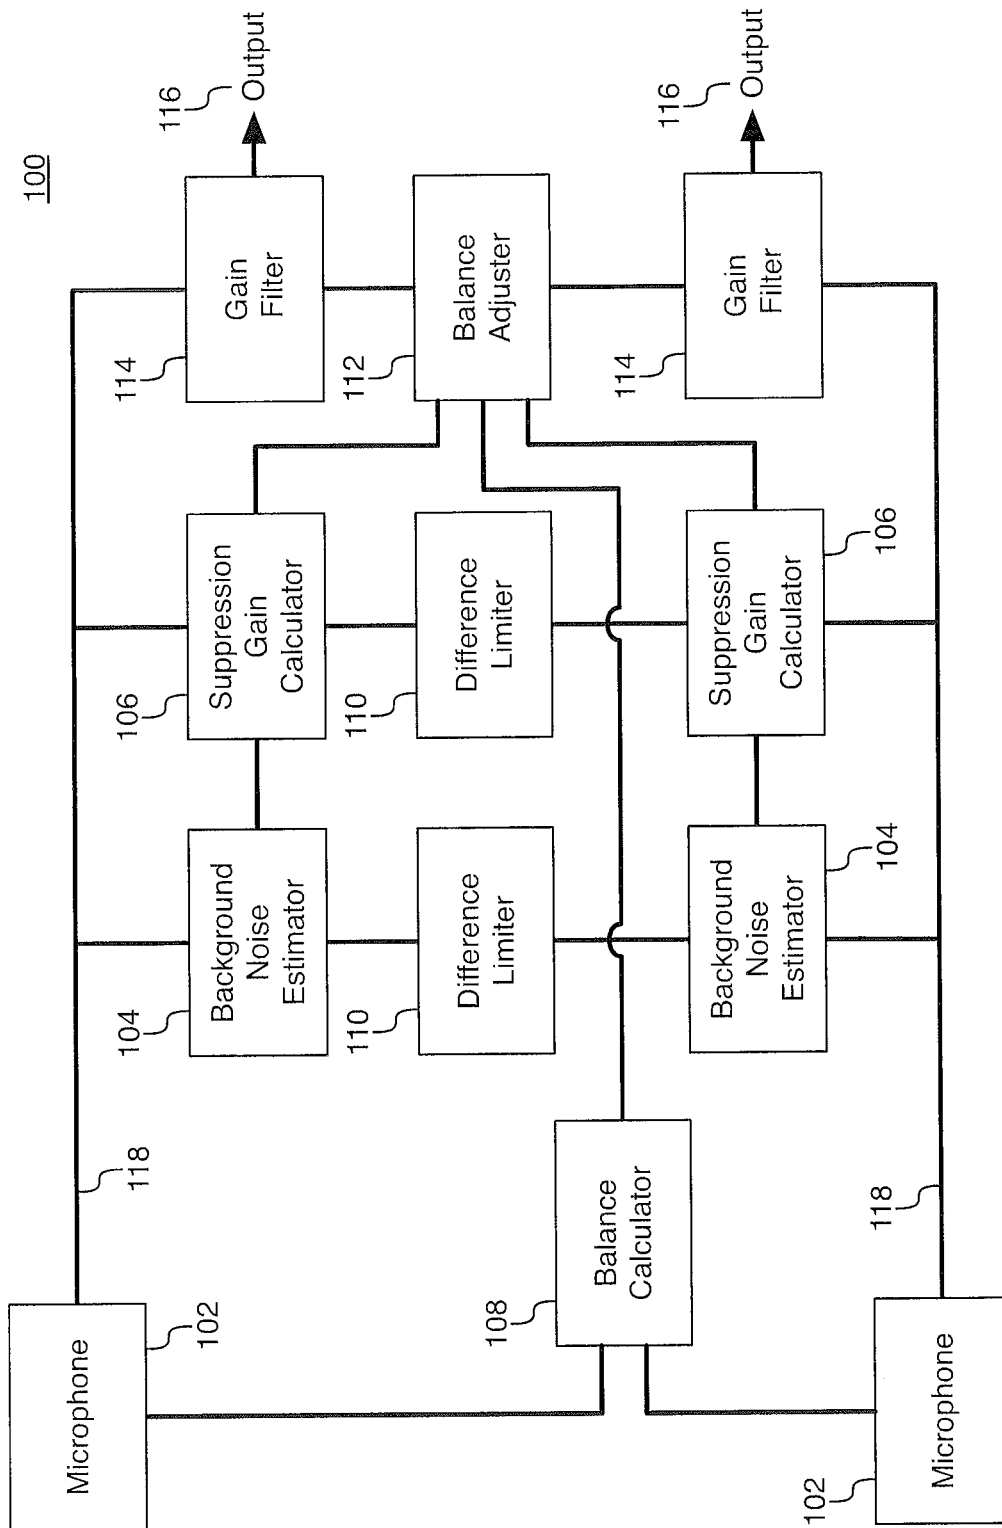 100
Microphone
102
118
Background
Noise
Estimator
104
Suppression
Gain
Calculator
106
Gain
Filter
114
116
Output
Difference
Limiter
110
Difference
Limiter
110
Balance
Adjuster
112
Balance
Calculator
108
Background
Noise
Estimator
104
Suppression
Gain
Calculator
106
Gain
Filter
114
116
Output
Microphone
102
118